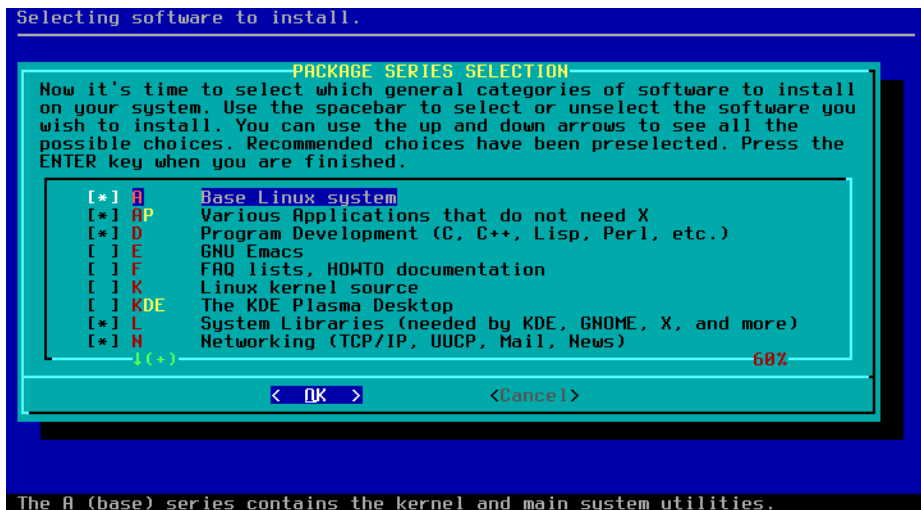 Selecting software to install.
PACKAGE SERIES SELECTION
Now it's time to select which general categories of software to install
on your system. Use the spacebar to select or unselect the software you
wish to install. You can use the up and down arrows to see all the
possible choices. Recommended choices have been preselected. Press the
ENTER key when you are finished.
[*] A Base Linux system
[*] AP Various Applications that do not need X
[*] D Program Development (C, C++, Lisp, Perl, etc.)
[ ] E GNU Emacs
[ ] F FAQ lists, HOWTO documentation
[ ] K Linux kernel source
[ ] KDE The KDE Plasma Desktop
[*] L System Libraries (needed by KDE, GNOME, X, and more)
[*] N Networking (TCP/IP, UUCP, Mail, News)
↓(+) 60%
< OK > <Cancel>
The A (base) series contains the kernel and main system utilities.